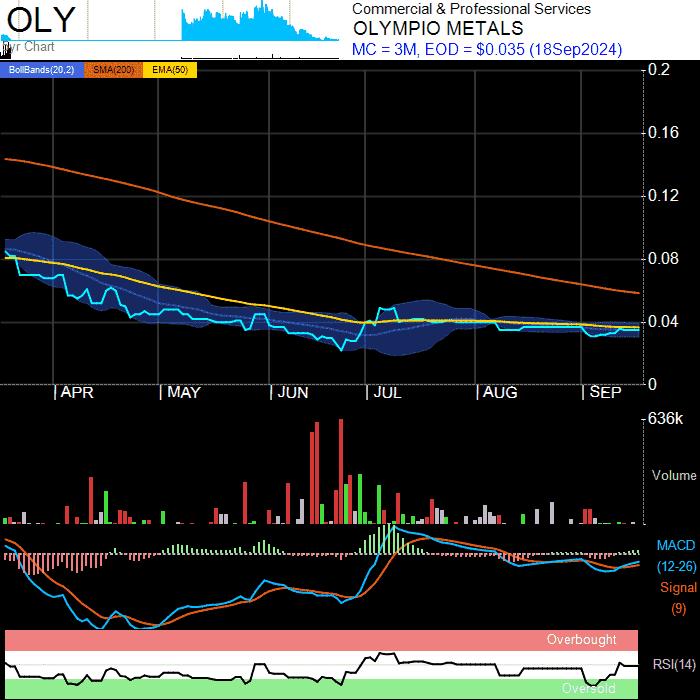 OLY
Commercial & Professional Services
OLYMPIO METALS
MC = 3M, EOD = $0.035 (18Sep2024)
yr Chart
BollBands(20,2) SMA(200) EMA(50)
0.2
0.16
0.12
0.08
0.04
0
APR MAY JUN JUL AUG SEP
636k
Volume
MACD
(12-26)
Signal
(9)
Overbought
RSI(14)
Oversold